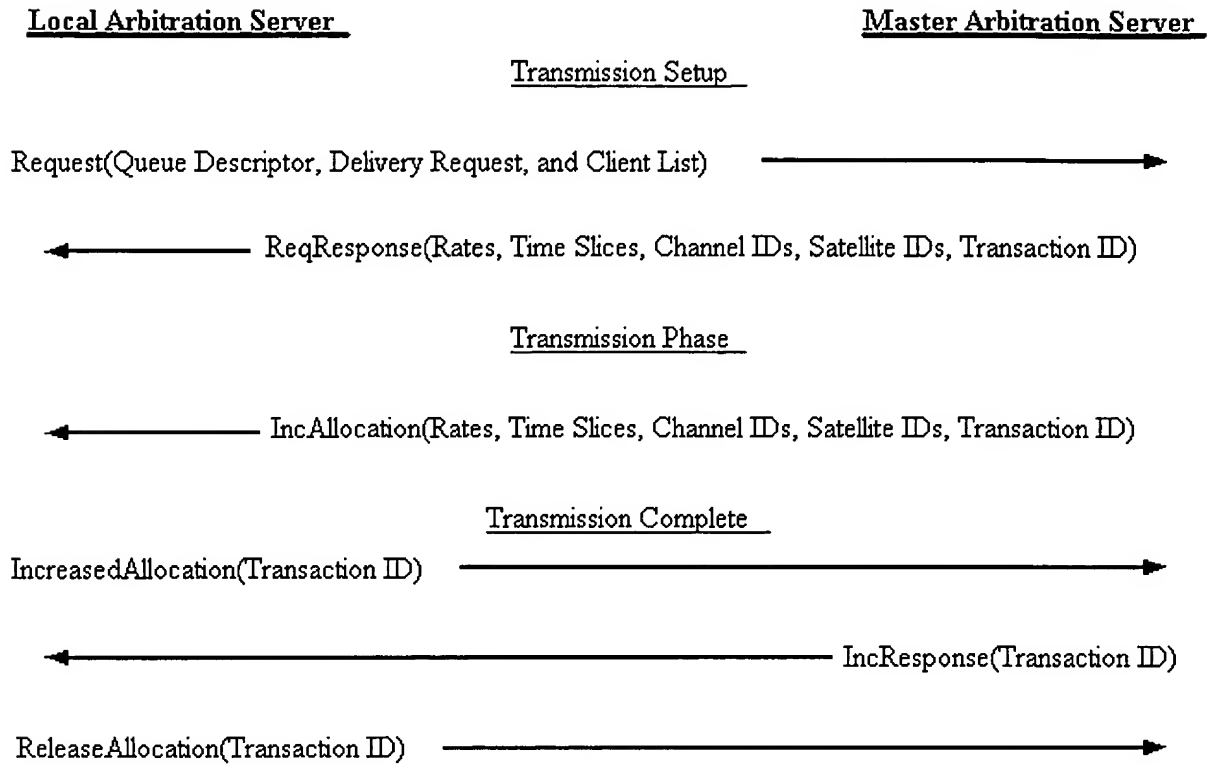 Local Arbitration Server Master Arbitration Server
Transmission Setup
Request(Queue Descriptor, Delivery Request, and Client List)
ReqResponse(Rates, Time Slices, Channel IDs, Satellite IDs, Transaction ID)
Transmission Phase
IncAllocation(Rates, Time Slices, Channel IDs, Satellite IDs, Transaction ID)
Transmission Complete
IncreasedAllocation(Transaction ID)
IncResponse(Transaction ID)
ReleaseAllocation(Transaction ID)